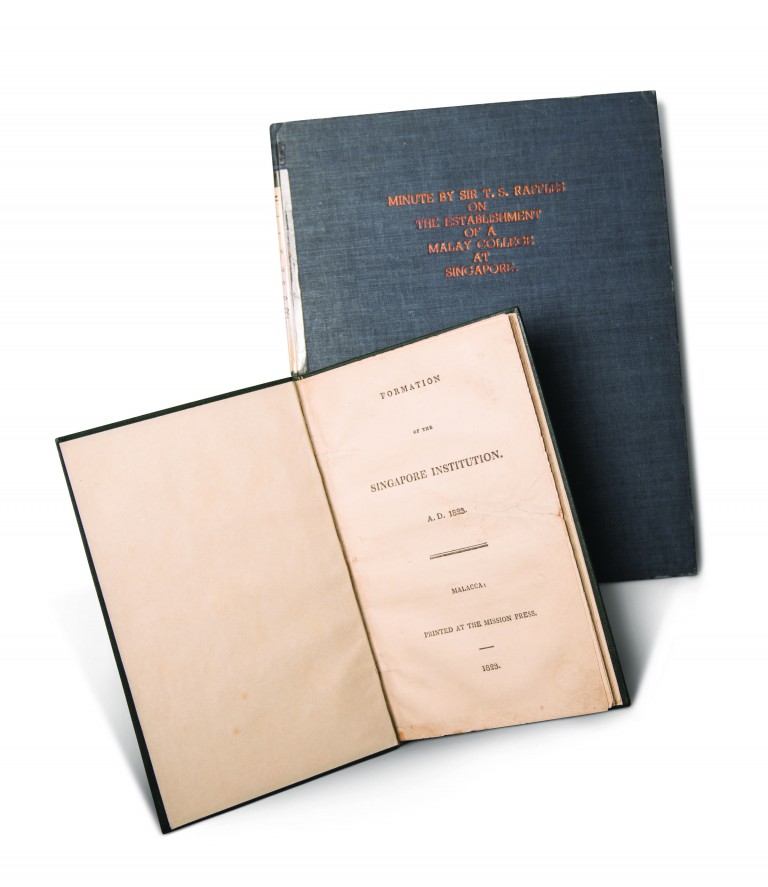 MINUTE BY SIR T. S. RAFFLES
ON
THE ESTABLISHMENT
OF A
MALAY COLLEGE
AT
SINGAPORE.
FORMATION
OF THE
SINGAPORE INSTITUTION.
A. D. 1823.
MALACCA:
PRINTED AT THE MISSION PRESS.
1823.